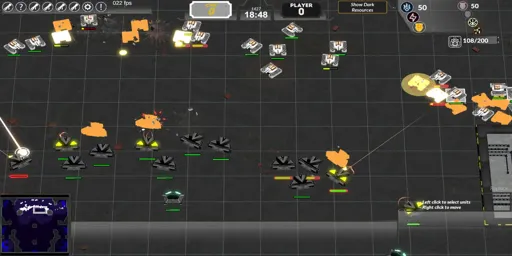 022 fps
EAST
18:48
PLAYER
0
Show Dark
Resources
50
50
108/200
Left click to select units
Right click to move